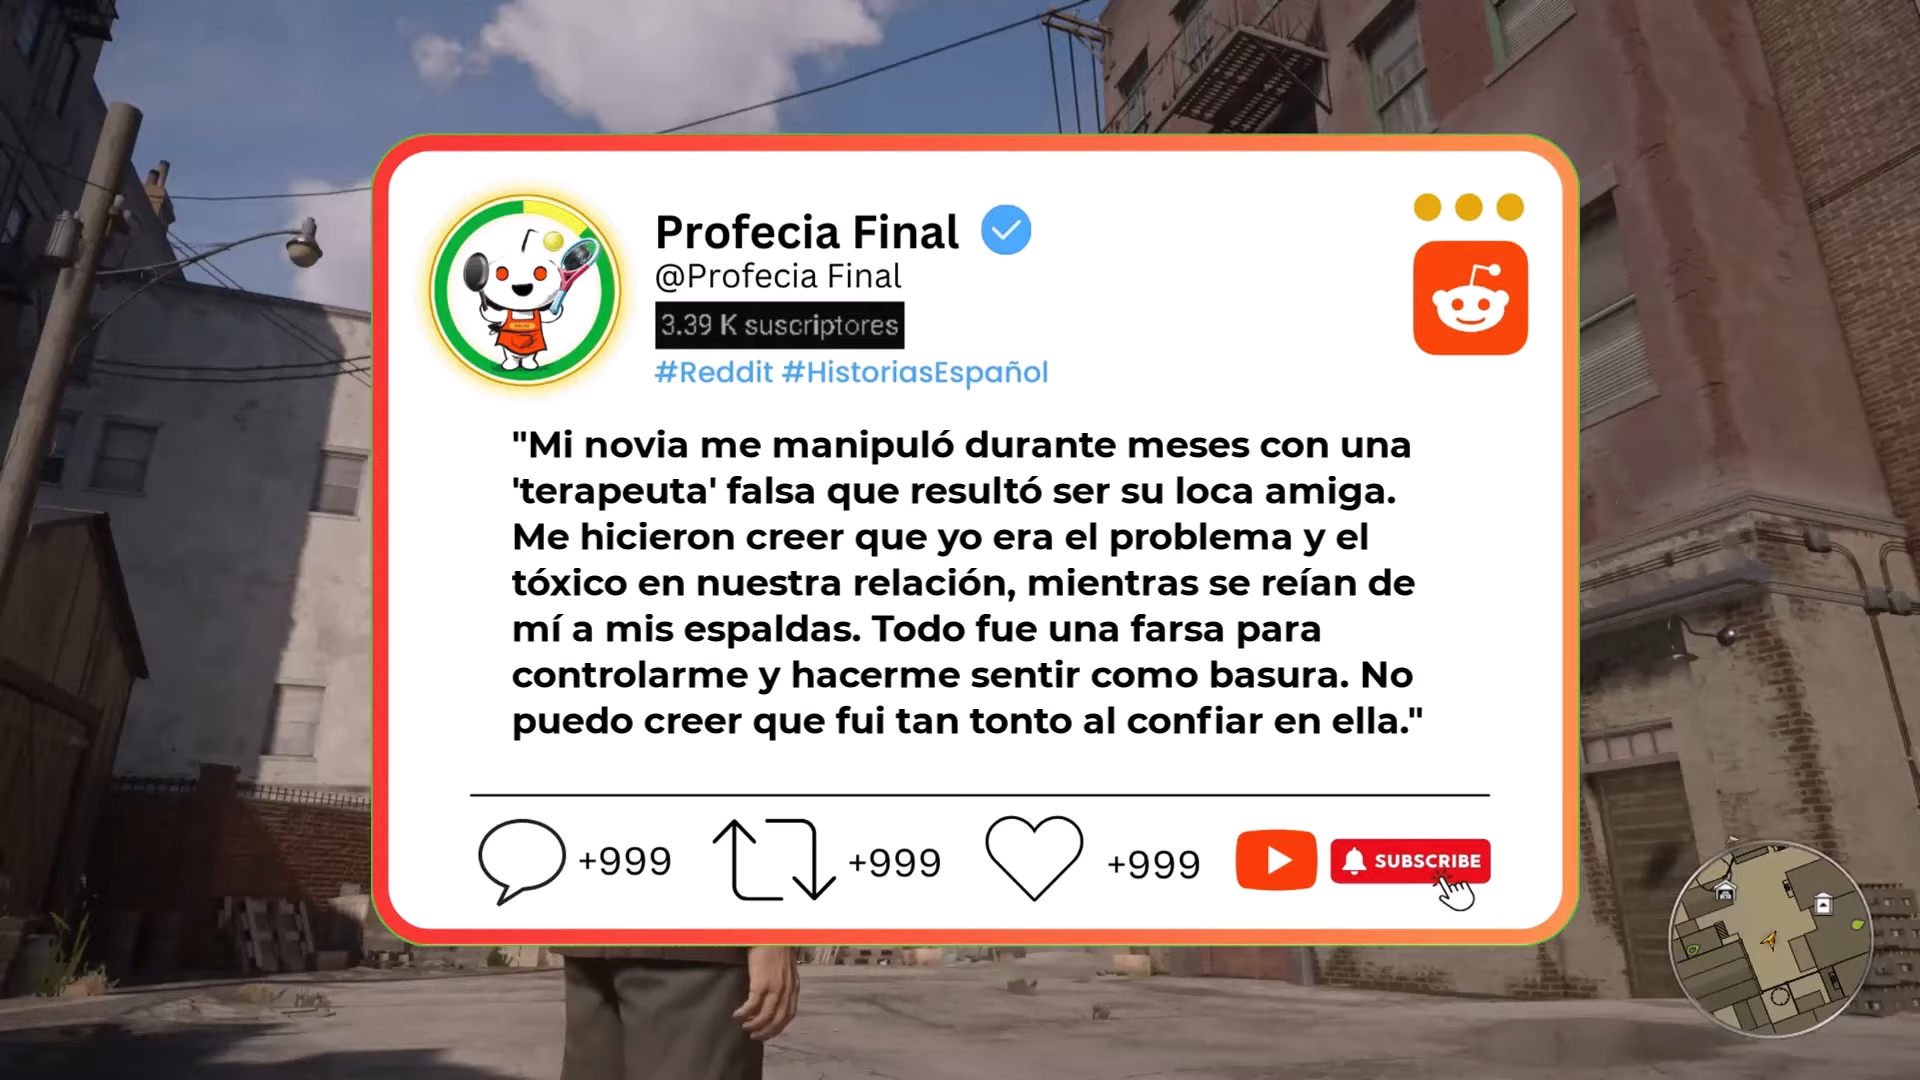 Profecia Final
@Profecia Final
3.39 K suscriptores
#Reddit #HistoriasEspañol
"Mi novia me manipuló durante meses con una
'terapeuta' falsa que resultó ser su loca amiga.
Me hicieron creer que yo era el problema y el
tóxico en nuestra relación, mientras se reían de
mí a mis espaldas. Todo fue una farsa para
controlarme y hacerme sentir como basura. No
puedo creer que fui tan tonto al confiar en ella."
+999
+999
+999
SUBSCRIBE